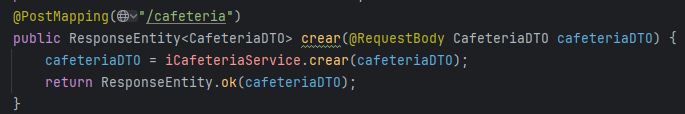 @PostMapping("/cafeteria")
public ResponseEntity<CafeteriaDTO> crear(@RequestBody CafeteriaDTO cafeteriaDTO) {
    cafeteriaDTO = iCafeteriaService.crear(cafeteriaDTO);
    return ResponseEntity.ok(cafeteriaDTO);
}